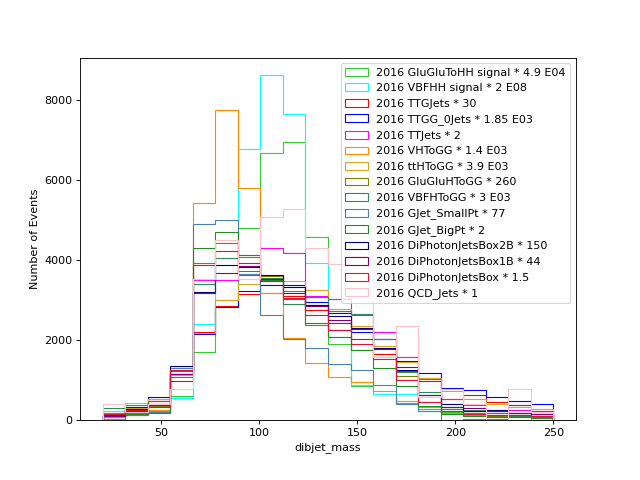 8000
6000
4000
2000
0
Number of Events
50
100
150
200
250
dibjet_mass
2016 GluGluToHH signal * 4.9 E04
2016 VBFHH signal * 2 E08
2016 TTGJets * 30
2016 TTGG_0Jets * 1.85 E03
2016 TTJets * 2
2016 VHToGG * 1.4 E03
2016 ttHToGG * 3.9 E03
2016 GluGluHToGG * 260
2016 VBFHToGG * 3 E03
2016 GJet_SmallPt * 77
2016 GJet_BigPt * 2
2016 DiPhotonJetsBox2B * 150
2016 DiPhotonJetsBox1B * 44
2016 DiPhotonJetsBox * 1.5
2016 QCD_Jets * 1